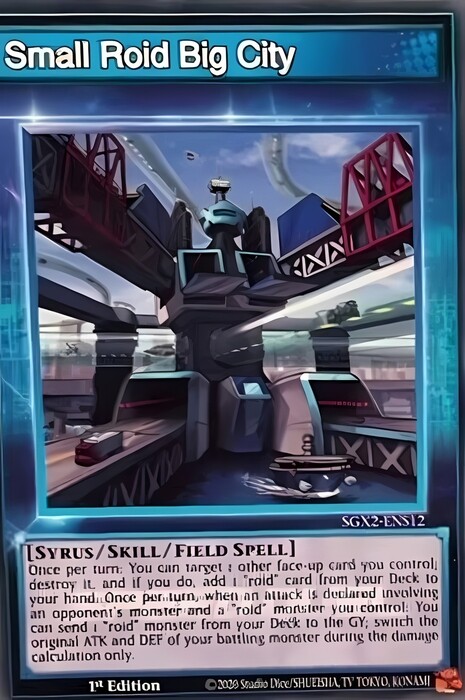 Small Roid Big City
SGX2-ENS12
[SYRUS/SKILL/FIELD SPELL]
Once per turn: You can target 1 other face-up card you control;
destroy it, and if you do, add 1 "roid" card from your Deck to
your hand. Once per turn, when an attack is declared involving
an opponent's monster and a "roid" monster you control: You
can send 1 "roid" monster from your Deck to the GY; switch the
original ATK and DEF of your battling monster during the damage
calculation only.
1st Edition
©2020 Studio Dice/SHUEISHA, TV TOKYO, KONAMI